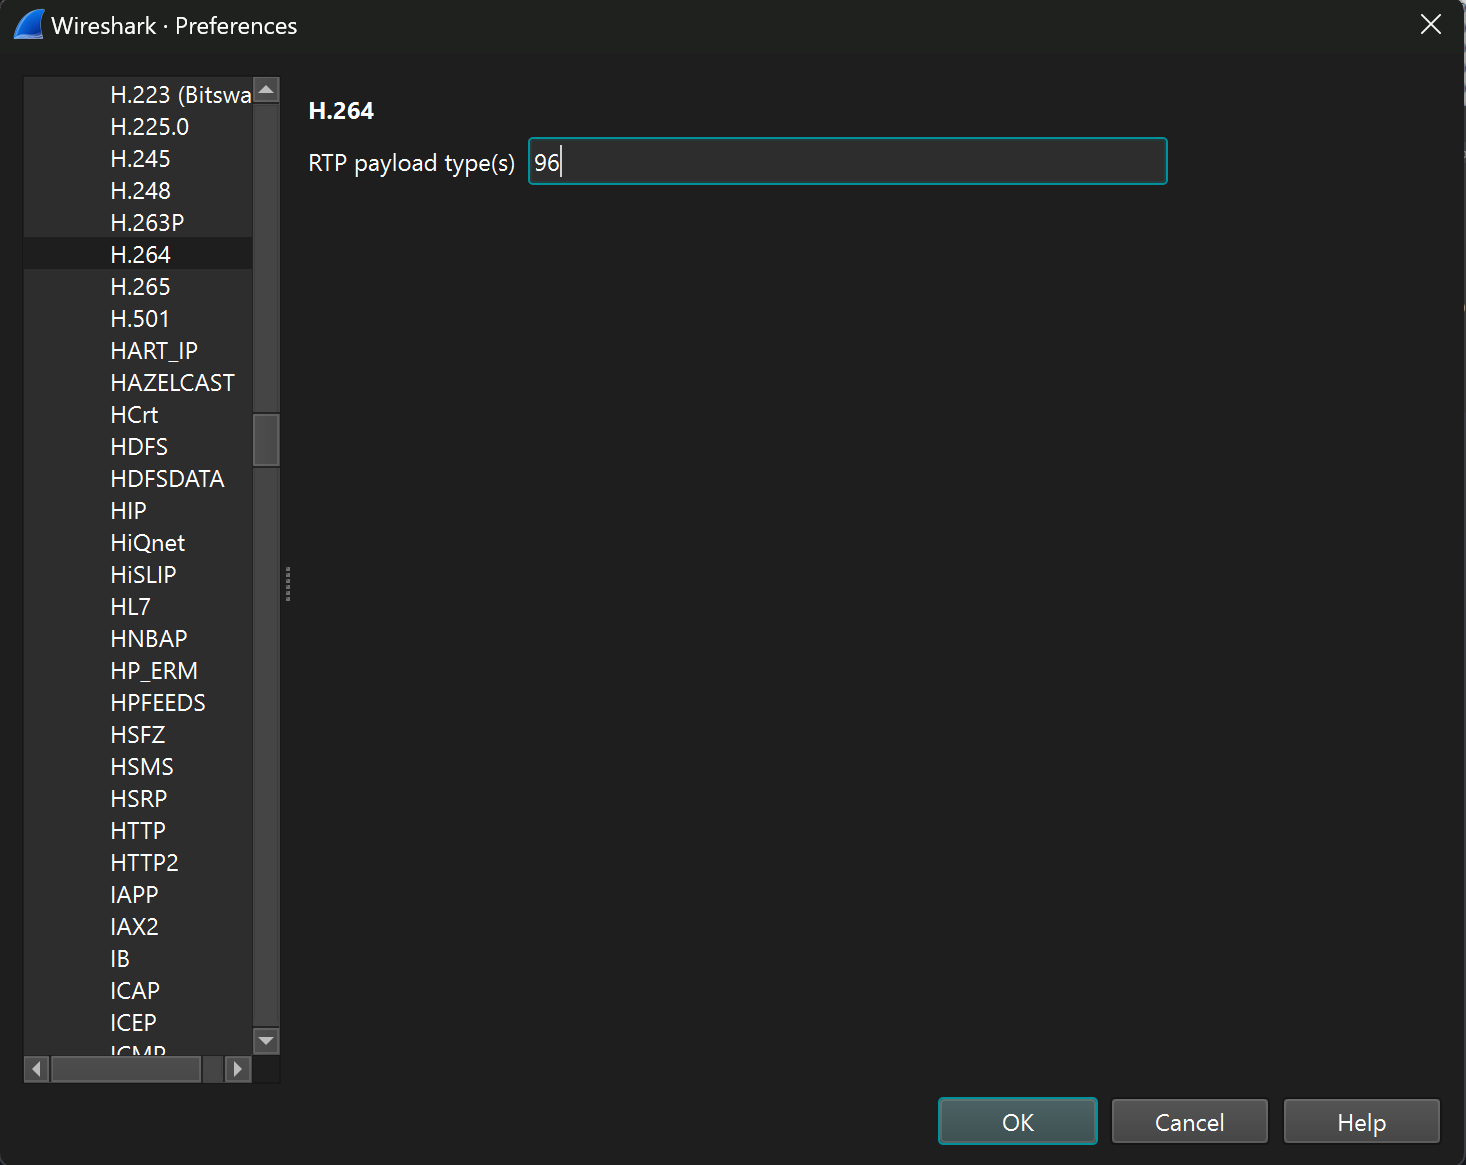 Wireshark · Preferences
H.223 (Bitswa
H.225.0
H.245
H.248
H.263P
H.264
H.265
H.501
HART_IP
HAZELCAST
HCrt
HDFS
HDFSDATA
HIP
HiQnet
HiSLIP
HL7
HNBAP
HP_ERM
HPFEEDS
HSFZ
HSMS
HSRP
HTTP
HTTP2
IAPP
IAX2
IB
ICAP
ICEP
ICMP
H.264
RTP payload type(s) 96
OK Cancel Help